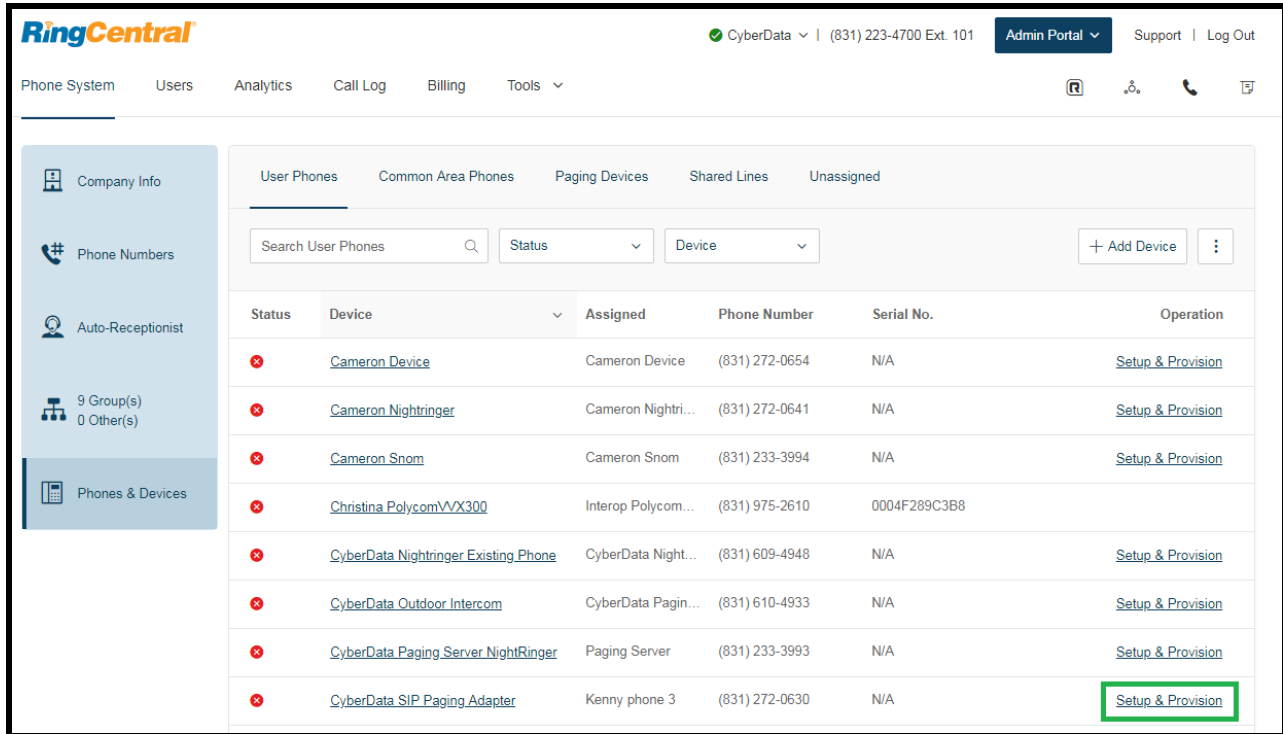 RingCentral
CyberData | (831) 223-4700 Ext. 101 Admin Portal Support | Log Out
Phone System Users Analytics Call Log Billing Tools
Company Info
Phone Numbers
Auto-Receptionist
9 Group(s)
0 Other(s)
Phones & Devices
User Phones Common Area Phones Paging Devices Shared Lines Unassigned
Search User Phones Status Device + Add Device
Status Device Assigned Phone Number Serial No. Operation
Cameron Device Cameron Device (831) 272-0654 N/A Setup & Provision
Cameron Nightringer Cameron Nightri... (831) 272-0641 N/A Setup & Provision
Cameron Snom Cameron Snom (831) 233-3994 N/A Setup & Provision
Christina PolycomVVX300 Interop Polycom... (831) 975-2610 0004F289C3B8
CyberData Nightringer Existing Phone CyberData Night... (831) 609-4948 N/A Setup & Provision
CyberData Outdoor Intercom CyberData Pagin... (831) 610-4933 N/A Setup & Provision
CyberData Paging Server NightRinger Paging Server (831) 233-3993 N/A Setup & Provision
CyberData SIP Paging Adapter Kenny phone 3 (831) 272-0630 N/A Setup & Provision